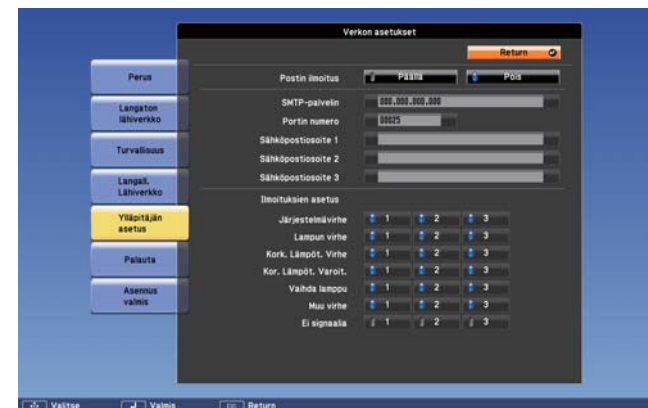 Verkon asetukset
Return
Perus
Langaton
lähiverkko
Turvallisuus
Langall.
Lähiverkko
Ylläpitäjän
asetus
Palauta
Asennus
valmis
Postin ilmoitus Päällä Pois
SMTP-palvelin 000.000.000.000
Portin numero 00025
Sähköpostiosoite 1
Sähköpostiosoite 2
Sähköpostiosoite 3
Ilmoituksien asetus
Järjestelmävirhe 1 2 3
Lampun virhe 1 2 3
Kork. Lämpöt. Virhe 1 2 3
Kor. Lämpöt. Varoit. 1 2 3
Vaihda lamppu 1 2 3
Muu virhe 1 2 3
Ei signaalia 1 2 3
Valitse Valmis Return